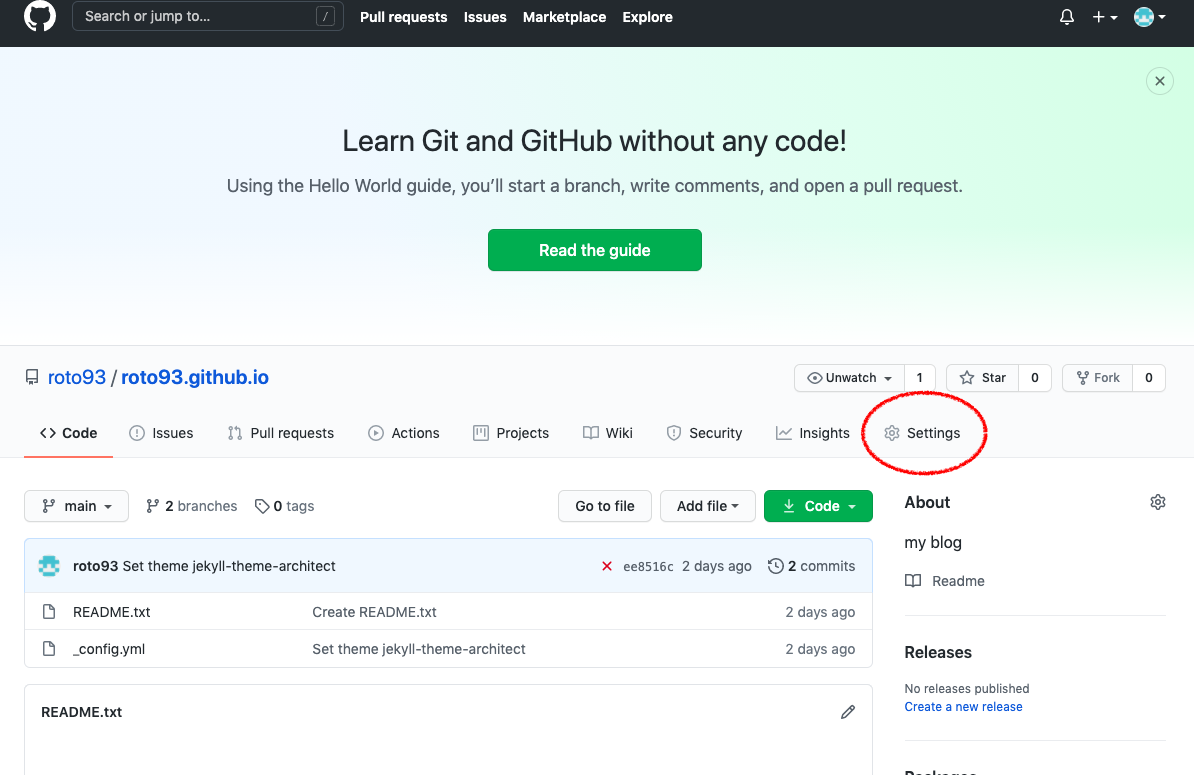 Search or jump to... /
Pull requests Issues Marketplace Explore
Learn Git and GitHub without any code!
Using the Hello World guide, you’ll start a branch, write comments, and open a pull request.
Read the guide
roto93 / roto93.github.io
Unwatch 1 Star 0 Fork 0
Code Issues Pull requests Actions Projects Wiki Security Insights Settings
main 2 branches 0 tags Go to file Add file Code
roto93 Set theme jekyll-theme-architect ee8516c 2 days ago 2 commits
README.txt Create README.txt 2 days ago
_config.yml Set theme jekyll-theme-architect 2 days ago
README.txt
About
my blog
Readme
Releases
No releases published
Create a new release
Packages